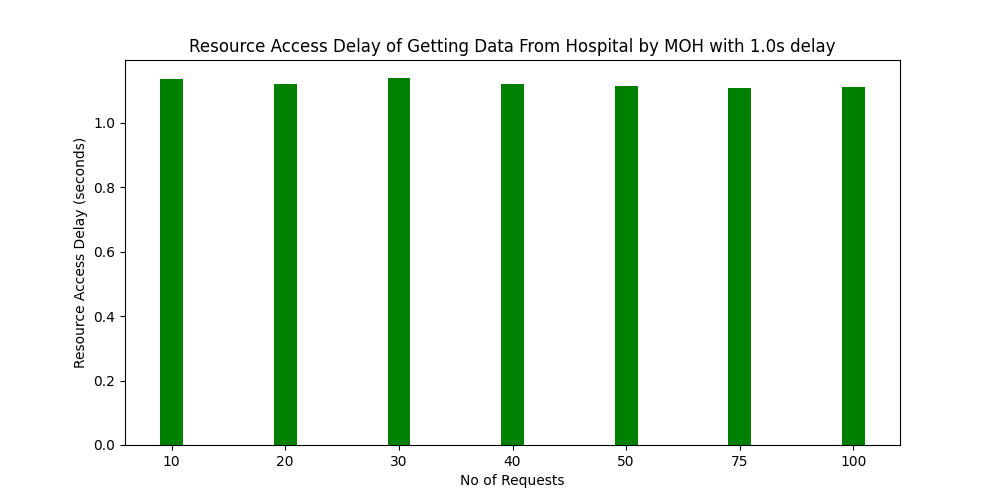 Resource Access Delay of Getting Data From Hospital by MOH with 1.0s delay
Resource Access Delay (seconds)
1.0
0.8
0.6
0.4
0.2
0.0
10 20 30 40 50 75 100
No of Requests